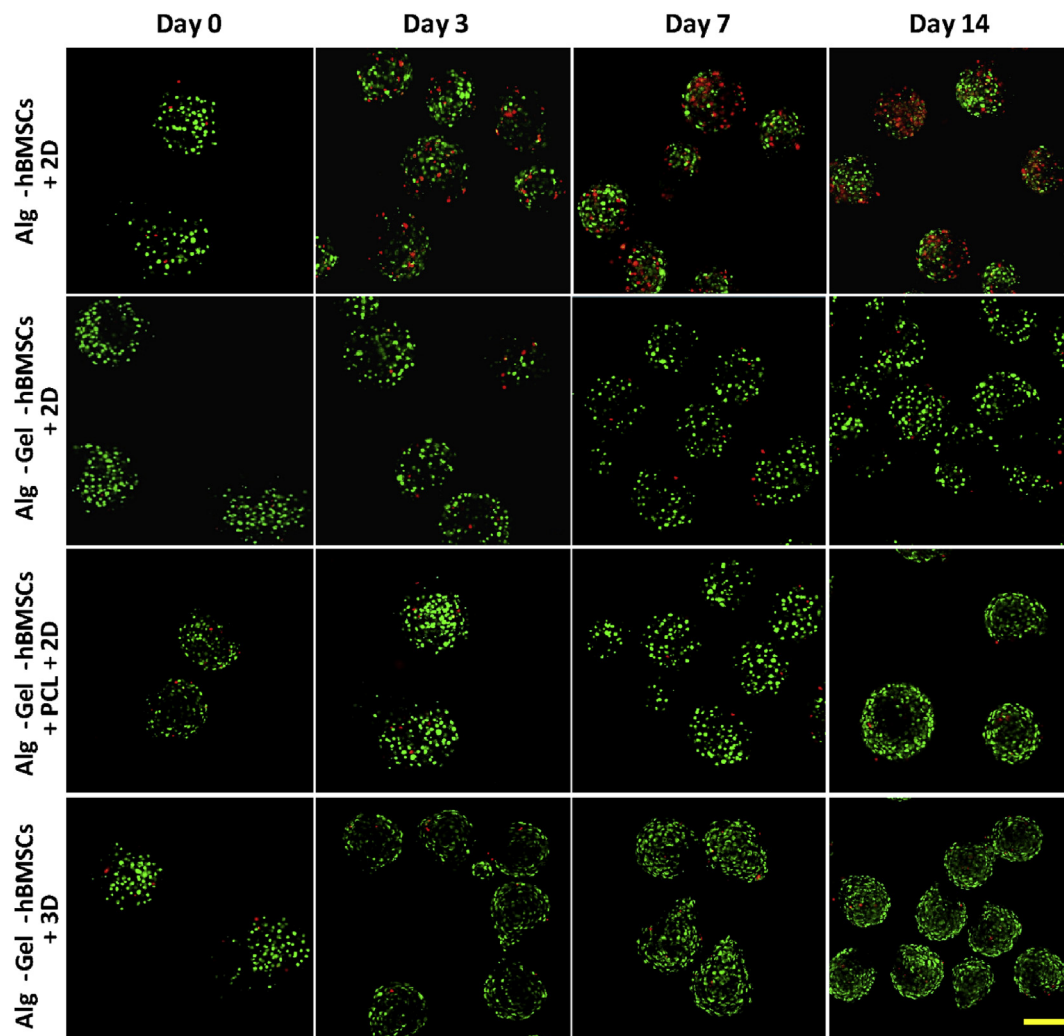 Day 0 Day 3 Day 7 Day 14
Alg -hBMSCs
+ 2D
Alg -Gel -hBMSCs
+ 2D
Alg -Gel -hBMSCs
+ PCL + 2D
Alg -Gel -hBMSCs
+ 3D